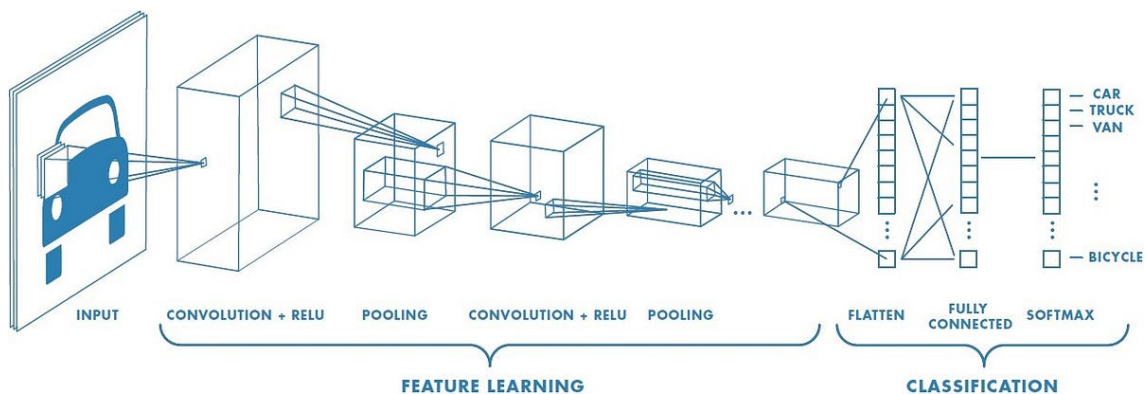 CAR
TRUCK
VAN
BICYCLE
INPUT
CONVOLUTION + RELU
POOLING
CONVOLUTION + RELU
POOLING
FLATTEN
FULLY
CONNECTED
SOFTMAX
FEATURE LEARNING
CLASSIFICATION